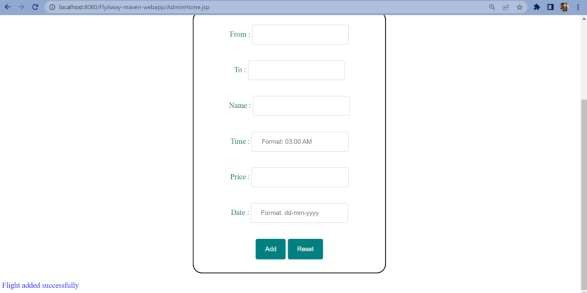 localhost:8080/FlyAway-maven-webapp/AdminHome.jsp
From :
To :
Name :
Time : Format: 03:00 AM
Price :
Date : Format: dd-mm-yyyy
Add Reset
Flight added successfully